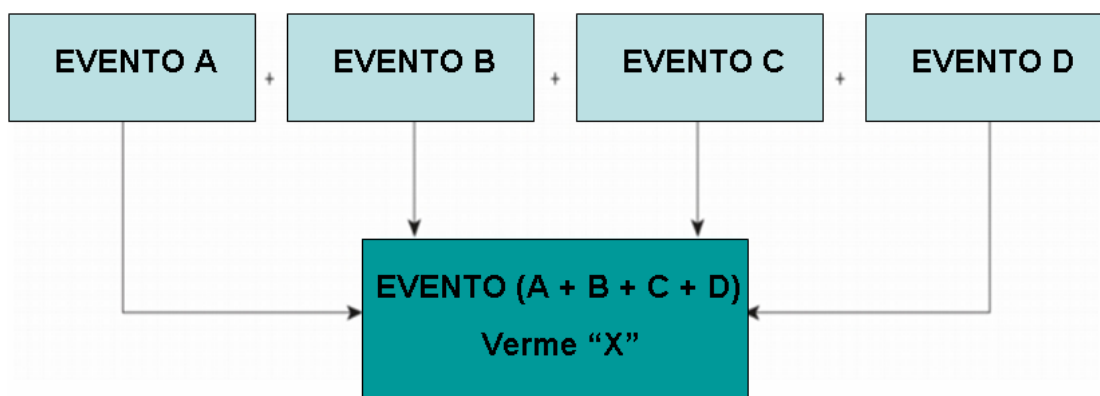 EVENTO A + EVENTO B + EVENTO C + EVENTO D
EVENTO (A + B + C + D)
Verme “X”